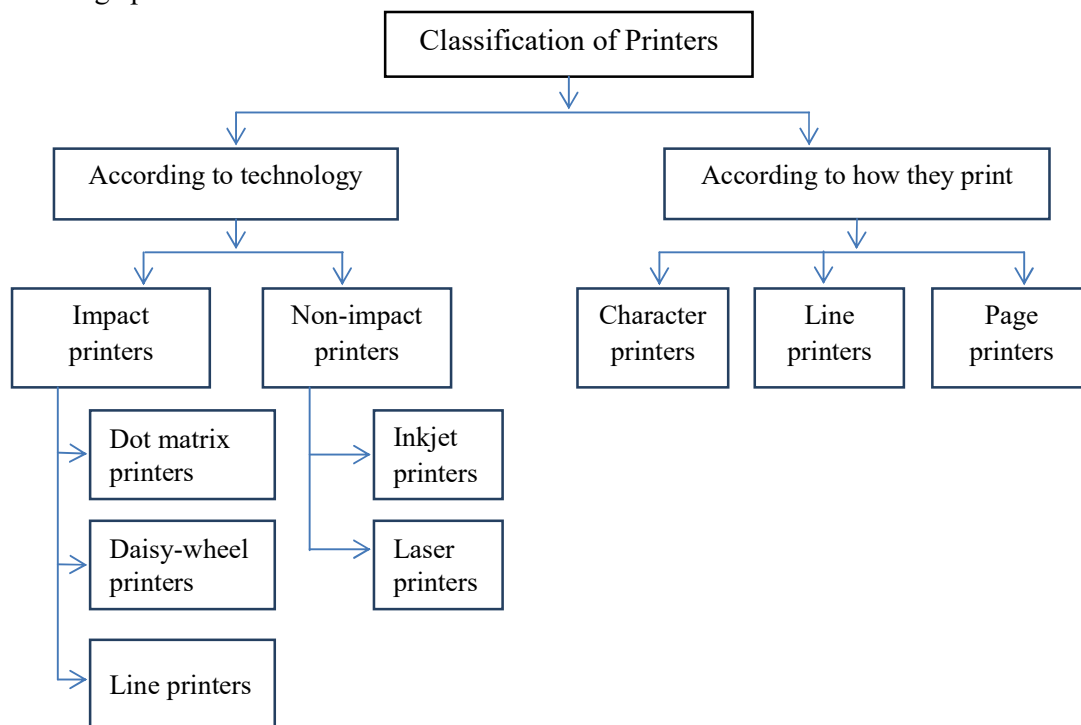 Classification of Printers
According to technology
According to how they print
Impact
printers
Non-impact
printers
Character
printers
Line
printers
Page
printers
Dot matrix
printers
Inkjet
printers
Daisy-wheel
printers
Laser
printers
Line printers